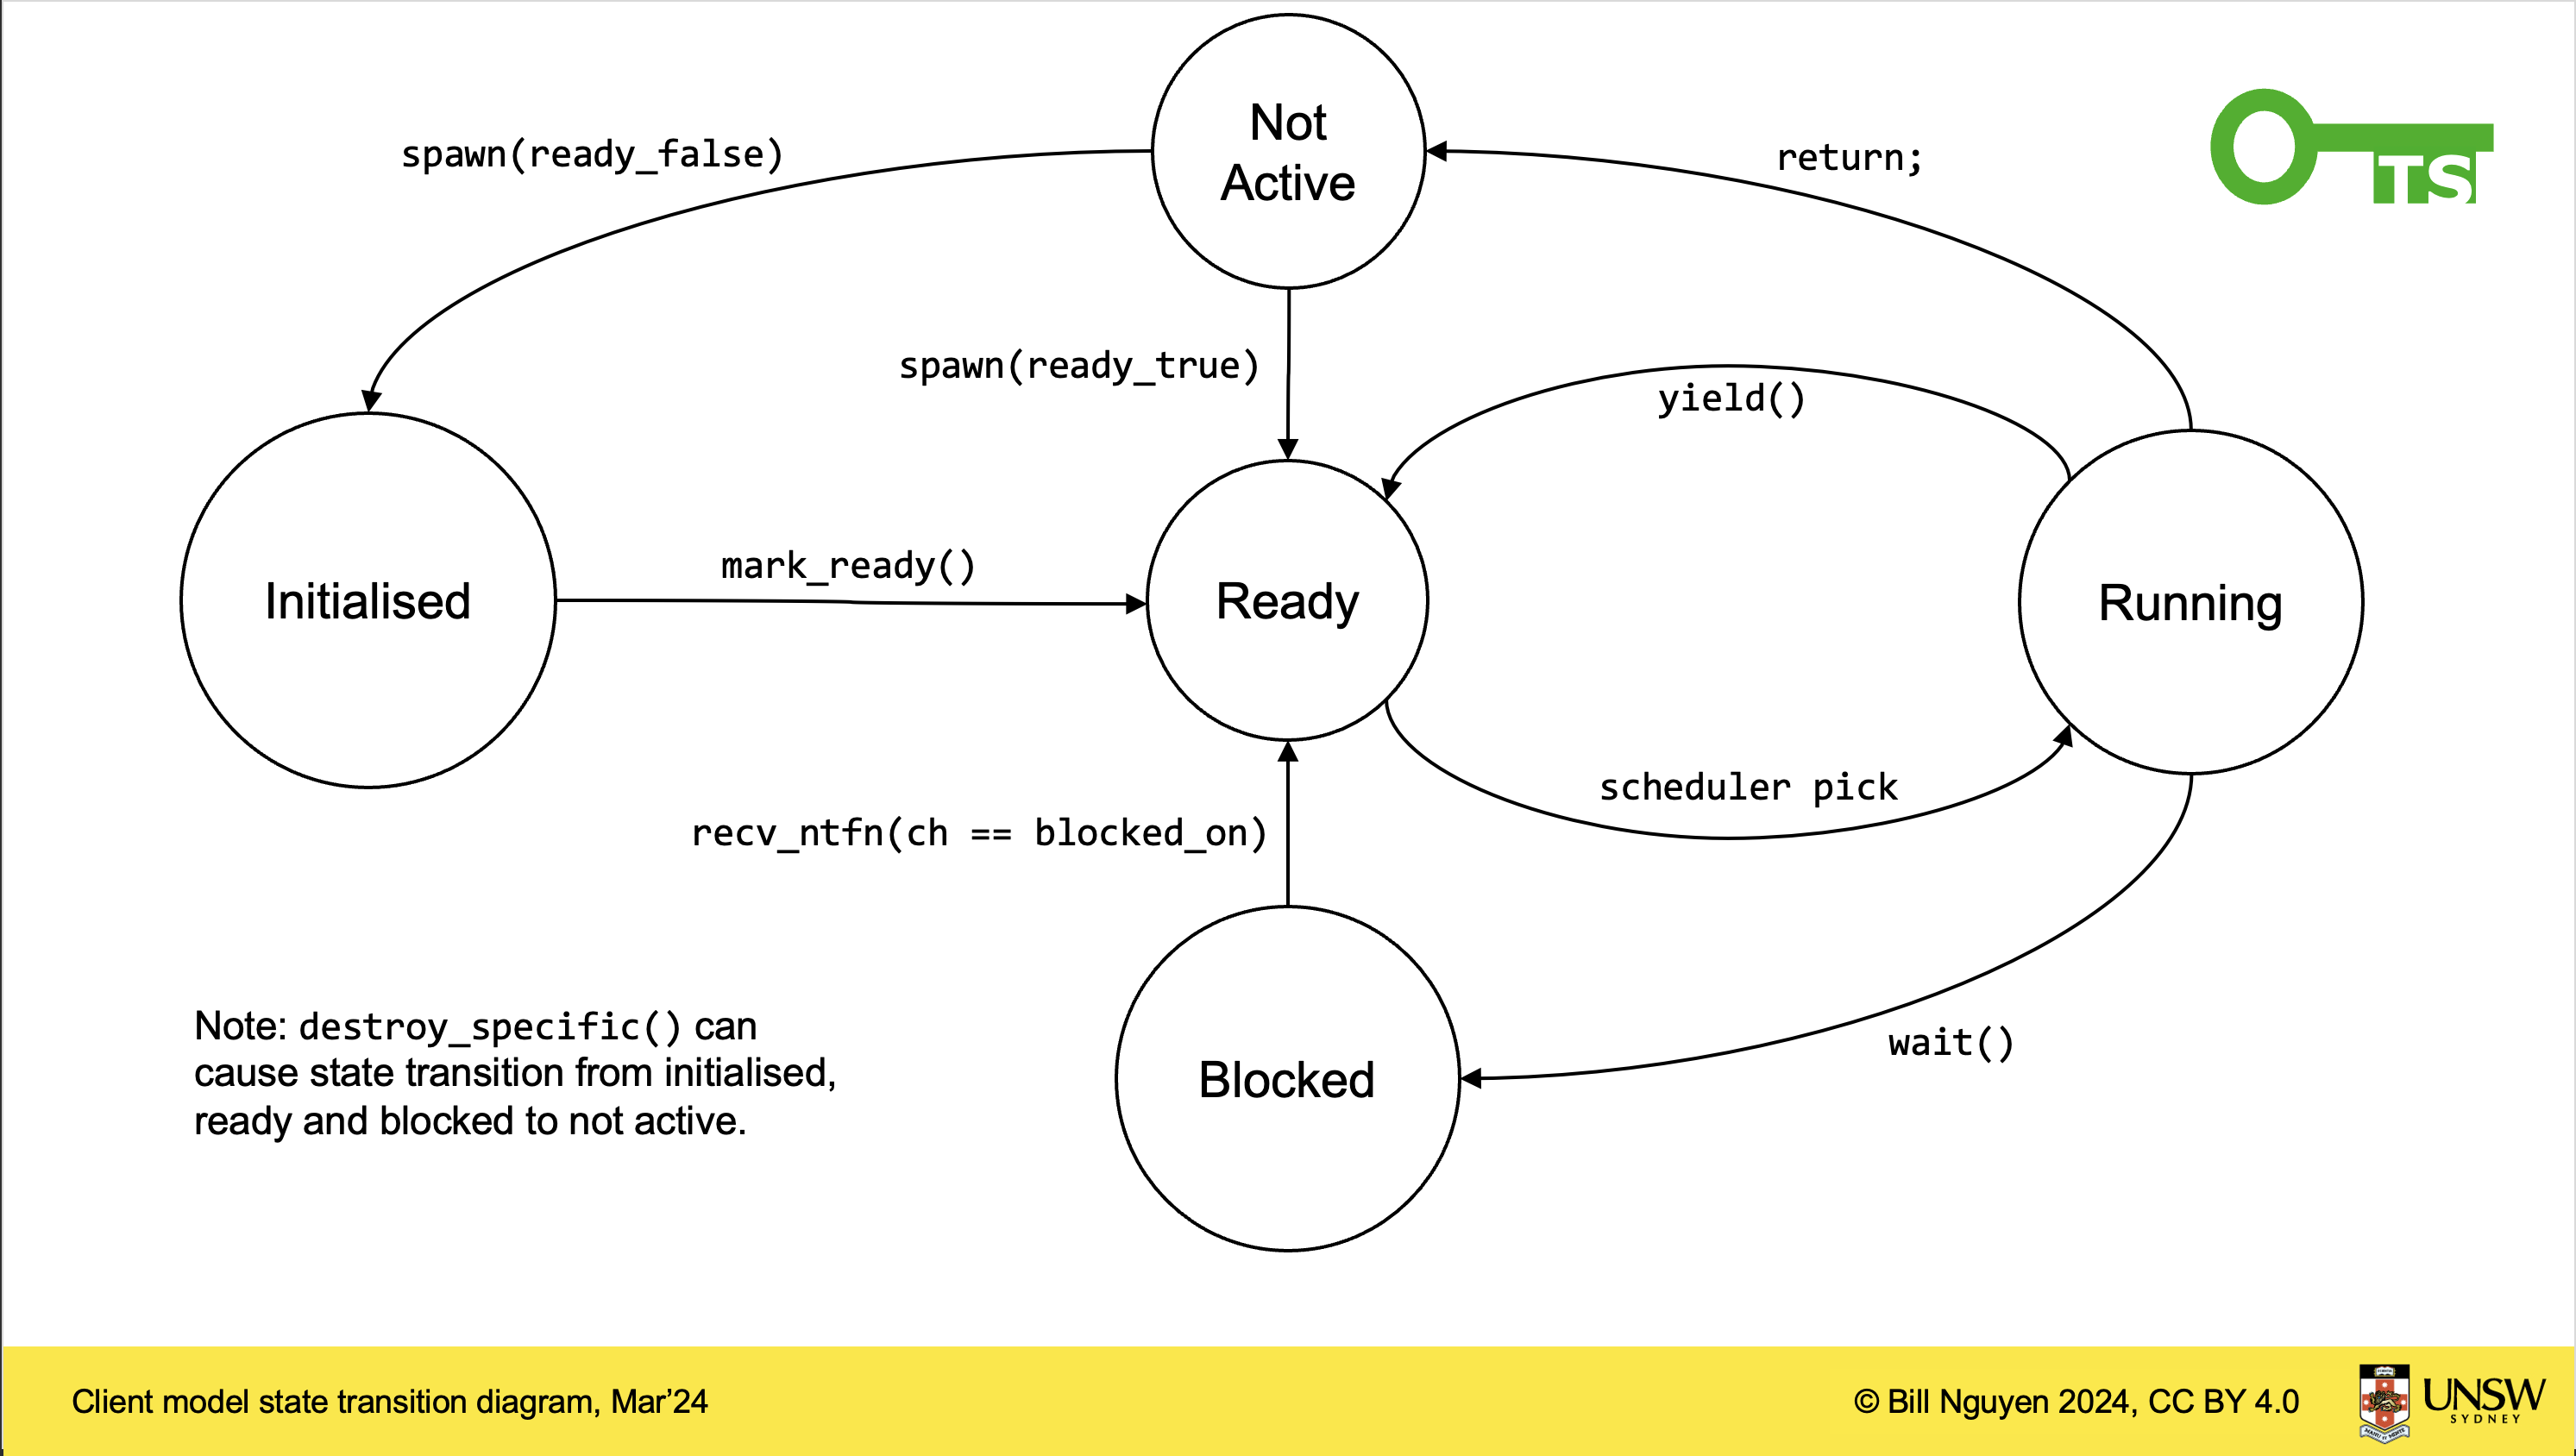 Not
Active
spawn(ready_false)
return;
TS
spawn(ready_true)
yield()
mark_ready()
Initialised
Ready
Running
scheduler pick
recv_ntfn(ch == blocked_on)
Note: destroy_specific() can
cause state transition from initialised,
ready and blocked to not active.
Blocked
wait()
Client model state transition diagram, Mar’24
© Bill Nguyen 2024, CC BY 4.0
UNSW
SYDNEY